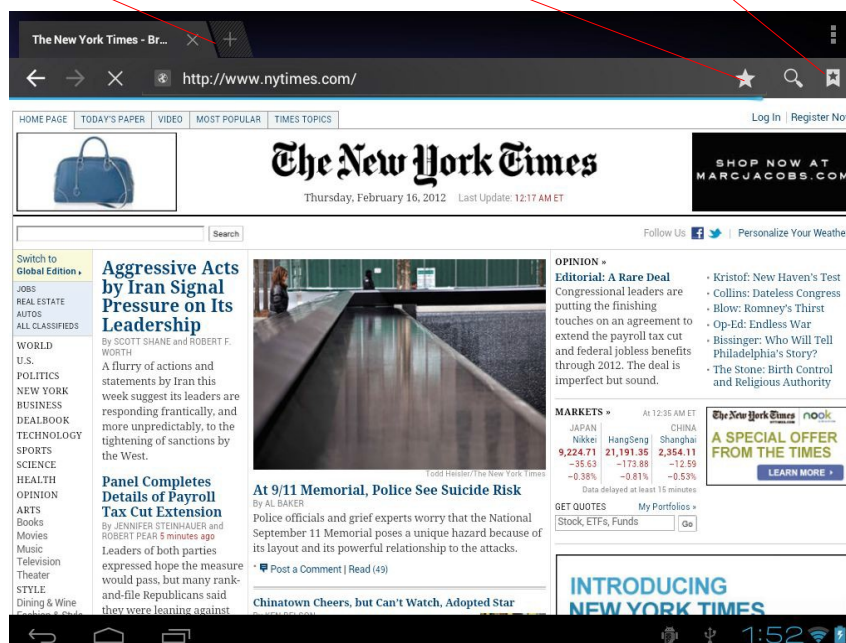 The New York Times - Br...
http://www.nytimes.com/
HOME PAGE TODAY'S PAPER VIDEO MOST POPULAR TIMES TOPICS
Log In | Register No
The New York Times
Thursday, February 16, 2012 Last Update: 12:17 AM ET
SHOP NOW AT
MARCJACOBS.COM
Search
Follow Us | Personalize Your Weathe
Switch to
Global Edition
JOBS
REAL ESTATE
AUTOS
ALL CLASSIFIEDS
WORLD
U.S.
POLITICS
NEW YORK
BUSINESS
DEALBOOK
TECHNOLOGY
SPORTS
SCIENCE
HEALTH
OPINION
ARTS
Books
Movies
Music
Television
Theater
STYLE
Dining & Wine
Fashion & Style
Aggressive Acts
by Iran Signal
Pressure on Its
Leadership
By SCOTT SHANE and ROBERT F.
WORTH
A flurry of actions and
statements by Iran this
week suggest its leaders are
responding frantically, and
more unpredictably, to the
tightening of sanctions by
the West.
Panel Completes
Details of Payroll
Tax Cut Extension
By JENNIFER STEINHAUER and
ROBERT PEAR 5 minutes ago
Leaders of both parties
expressed hope the measure
would pass, but many rank-
and-file Republicans said
they were leaning against
Todd Heisler/The New York Times
At 9/11 Memorial, Police See Suicide Risk
By AL BAKER
Police officials and grief experts worry that the National
September 11 Memorial poses a unique hazard because of
its layout and its powerful relationship to the attacks.
Post a Comment | Read (49)
Chinatown Cheers, but Can't Watch, Adopted Star
By KEN BELSON
OPINION »
Editorial: A Rare Deal
Congressional leaders are
putting the finishing
touches on an agreement to
extend the payroll tax cut
and federal jobless benefits
through 2012. The deal is
imperfect but sound.
• Kristof: New Haven's Test
• Collins: Dateless Congress
• Blow: Romney's Thirst
• Op-Ed: Endless War
• Bissinger: Who Will Tell
Philadelphia's Story?
• The Stone: Birth Control
and Religious Authority
MARKETS » At 12:35 AM ET
JAPAN CHINA
Nikkei HangSeng Shanghai
9,224.71 21,191.35 2,354.11
−35.63 −173.88 −12.59
−0.38% −0.81% −0.53%
Data delayed at least 15 minutes
GET QUOTES My Portfolios »
Stock, ETFs, Funds Go
The New York Times nook
A SPECIAL OFFER
FROM THE TIMES
LEARN MORE
INTRODUCING
NEW YORK TIMES
1:52